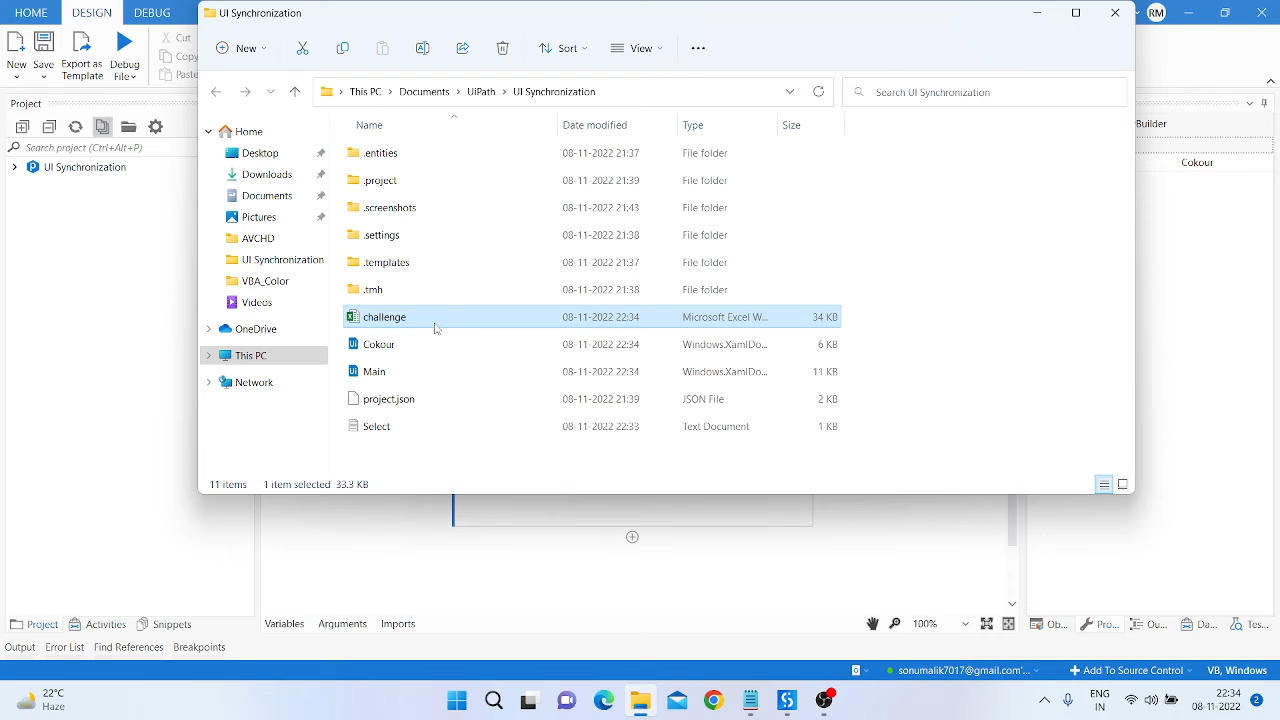 HOME DESIGN DEBUG
UI Synchronization
RM
New Save Export as Template Debug File
Cut
Copy
Paste
New Sort View
This PC > Documents > UiPath > UI Synchronization
Search UI Synchronization
Project
Search project (Ctrl+Alt+P)
UI Synchronization
Home
Desktop
Downloads
Documents
Pictures
AVCHD
UI Synchronization
VBA_Color
Videos
OneDrive
This PC
Network
Name Date modified Type Size
.entities 08-11-2022 21:37 File folder
.project 08-11-2022 21:39 File folder
.screenshots 08-11-2022 21:43 File folder
.settings 08-11-2022 21:38 File folder
.templates 08-11-2022 21:37 File folder
.tmh 08-11-2022 21:38 File folder
challenge 08-11-2022 22:34 Microsoft Excel W... 34 KB
Cokour 08-11-2022 22:34 Windows.XamlDo... 6 KB
Main 08-11-2022 22:34 Windows.XamlDo... 11 KB
project.json 08-11-2022 21:39 JSON File 2 KB
Select 08-11-2022 22:33 Text Document 1 KB
11 items 1 item selected 33.3 KB
Builder
Cokour
Project Activities Snippets
Variables Arguments Imports
100%
Ob... Pro... Ou... Da... Tes...
Output Error List Find References Breakpoints
0 sonumalik7017@gmail.com'... Add To Source Control VB, Windows
22°C
Haze
ENG
IN
22:34
08-11-2022
2